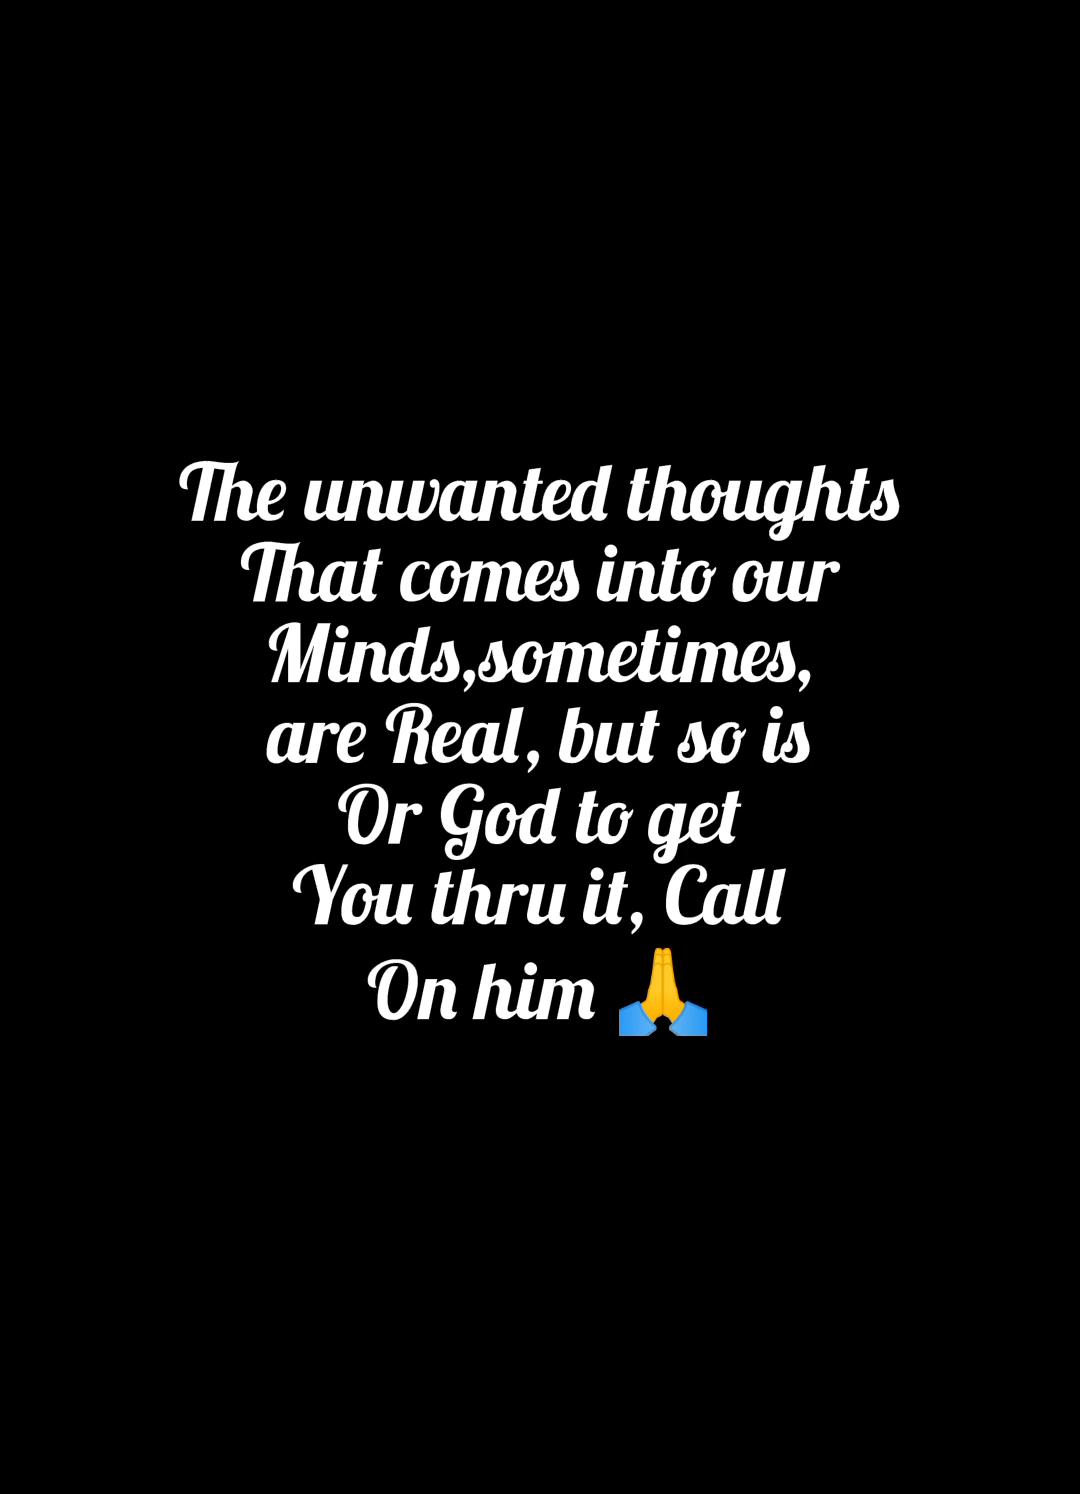 The unwanted thoughts
That comes into our
Minds,sometimes,
are Real, but so is
Or God to get
You thru it, Call
On him 🙏